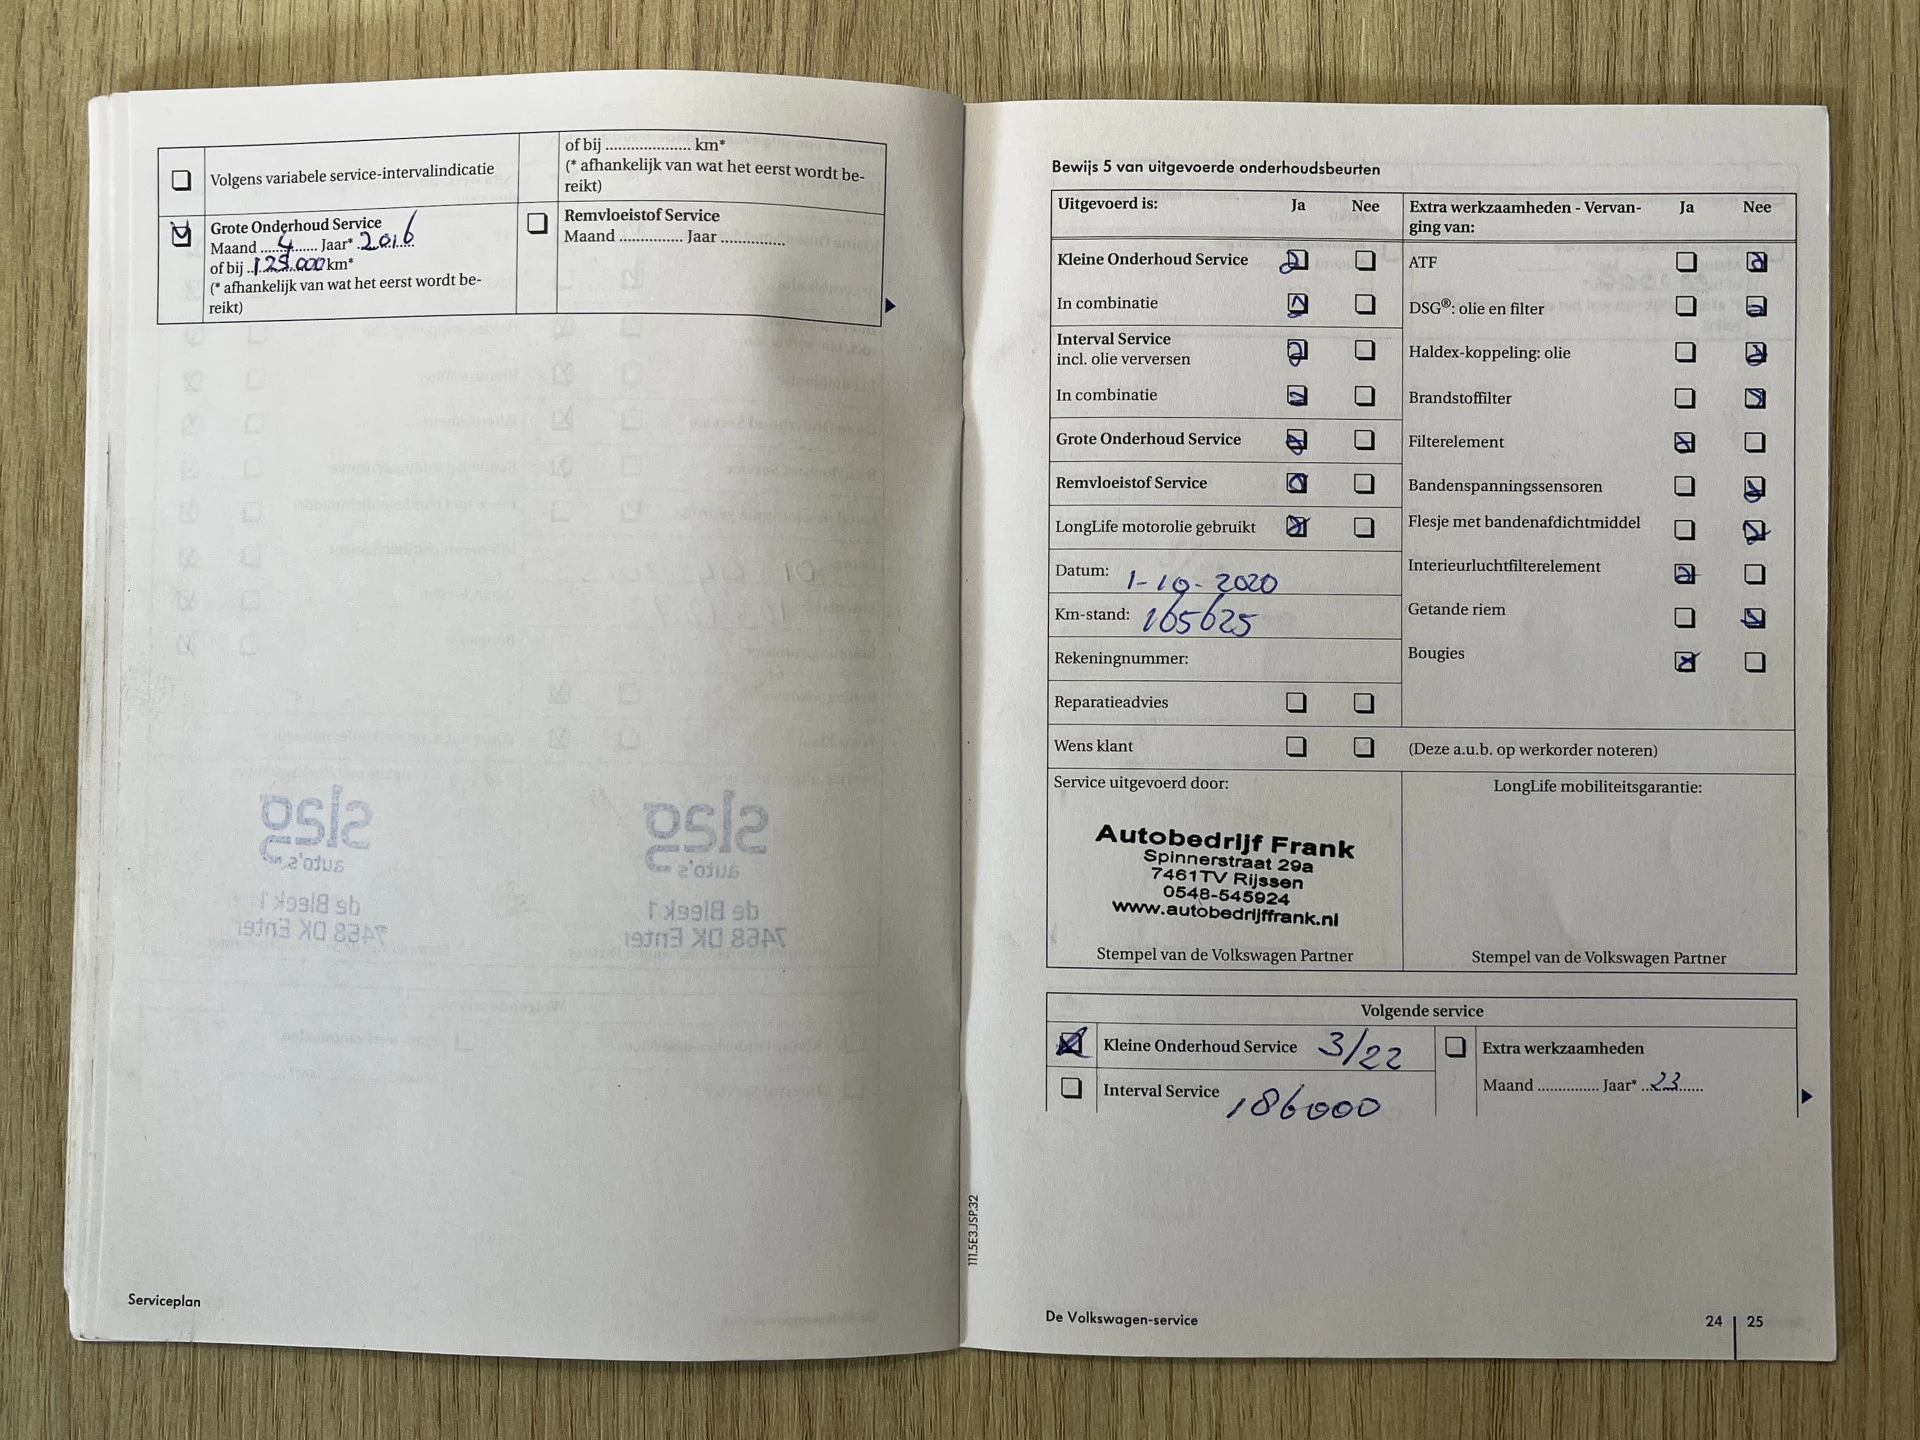 Volgens variabele service-intervalindicatie
of bij ..................... km*
(* afhankelijk van wat het eerst wordt be-
reikt)
Grote Onderhoud Service
Maand ...4... Jaar* 2016
of bij 125.000 km*
(* afhankelijk van wat het eerst wordt be-
reikt)
Remvloeistof Service
Maand ............... Jaar ...............
Serviceplan
111.5E3.JSP.32
Bewijs 5 van uitgevoerde onderhoudsbeurten
Uitgevoerd is: Ja Nee
Kleine Onderhoud Service
In combinatie
Interval Service
incl. olie verversen
In combinatie
Grote Onderhoud Service
Remvloeistof Service
LongLife motorolie gebruikt
Datum: 1-10-2020
Km-stand: 165625
Rekeningnummer:
Reparatieadvies
Wens klant
Extra werkzaamheden - Vervan-
ging van: Ja Nee
ATF
DSG®: olie en filter
Haldex-koppeling: olie
Brandstoffilter
Filterelement
Bandenspanningssensoren
Flesje met bandenafdichtmiddel
Interieurluchtfilterelement
Getande riem
Bougies
(Deze a.u.b. op werkorder noteren)
Service uitgevoerd door:
Autobedrijf Frank
Spinnerstraat 29a
7461TV Rijssen
0548-545924
www.autobedrijffrank.nl
Stempel van de Volkswagen Partner
LongLife mobiliteitsgarantie:
Stempel van de Volkswagen Partner
Volgende service
Kleine Onderhoud Service 3/22
Interval Service 186000
Extra werkzaamheden
Maand ............... Jaar* ..23......
De Volkswagen-service
24 | 25